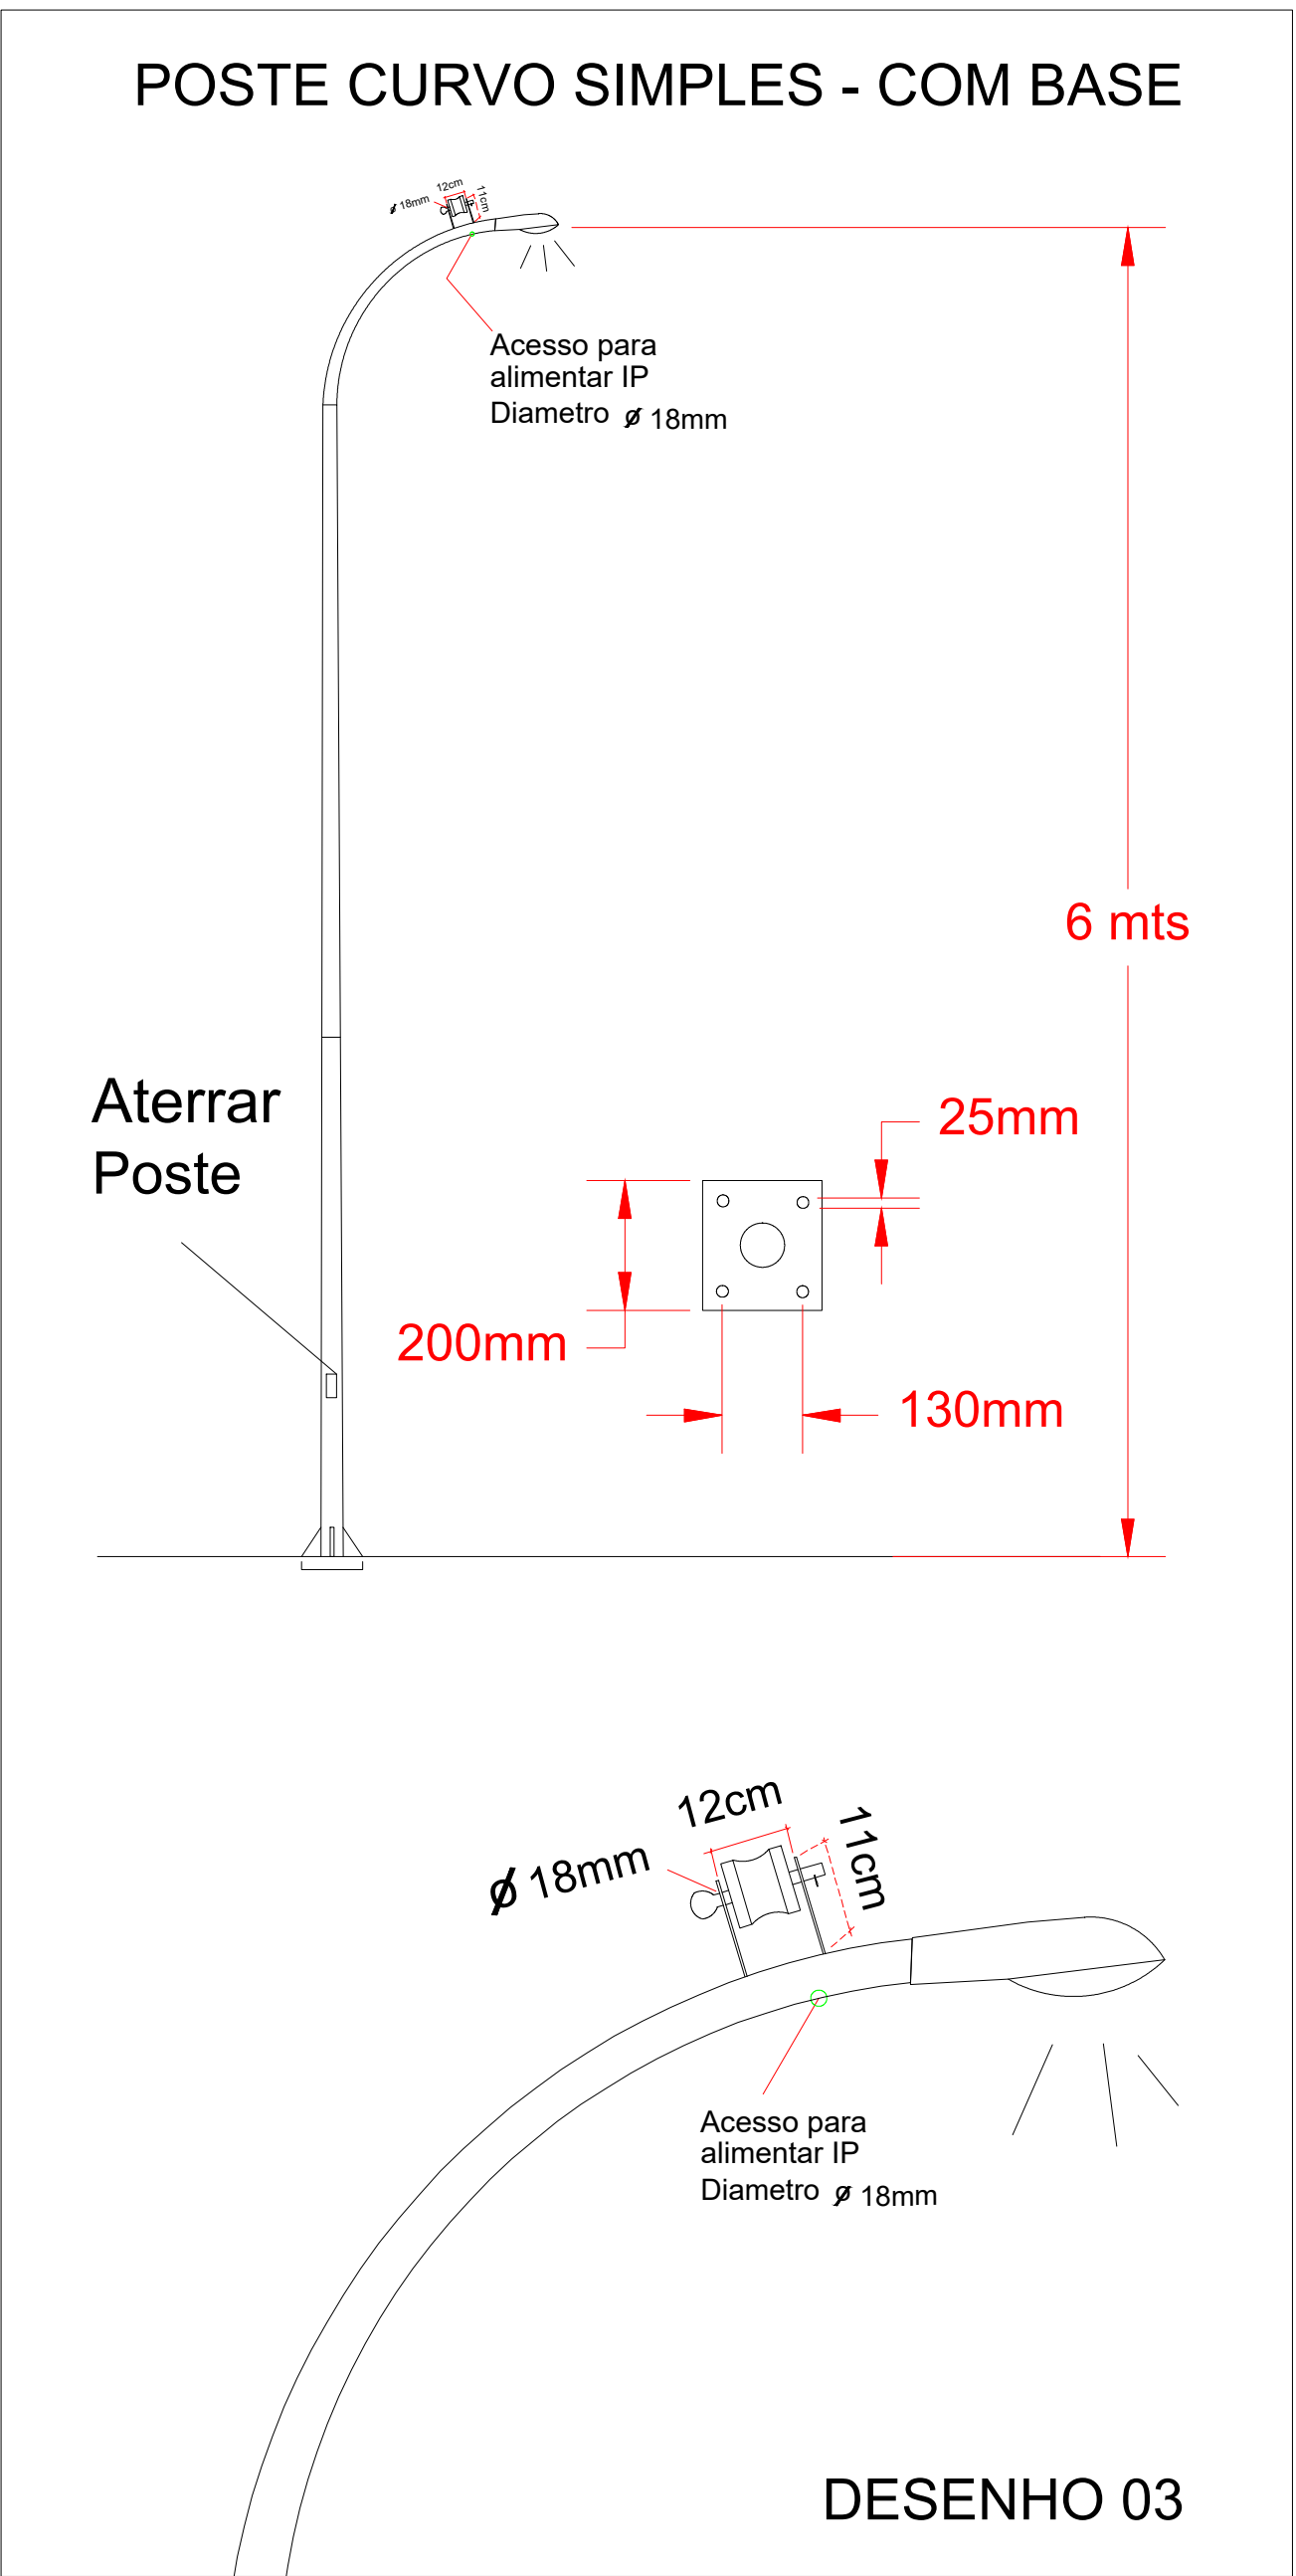 POSTE CURVO SIMPLES - COM BASE
12cm
11cm
ø 18mm
Acesso para
alimentar IP
Diametro ø 18mm
6 mts
Aterrar
Poste
25mm
200mm
130mm
12cm
11cm
ø 18mm
Acesso para
alimentar IP
Diametro ø 18mm
DESENHO 03